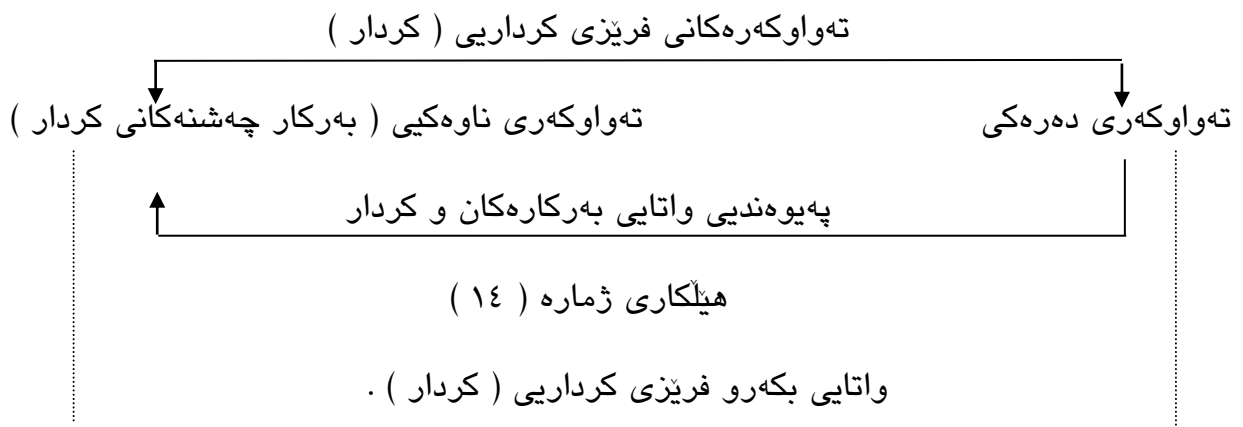 تەواوکەرەکانی فرێزی کرداریی ( کردار )
تەواوکەری دەرەکی تەواوکەری ناوەکیی ( بەرکار چەشنەکانی کردار )
پەیوەندیی واتایی بەرکارەکان و کردار
هێڵکاری ژمارە ( ١٤ )
واتایی بکەرو فرێزی کرداریی ( کردار ) .